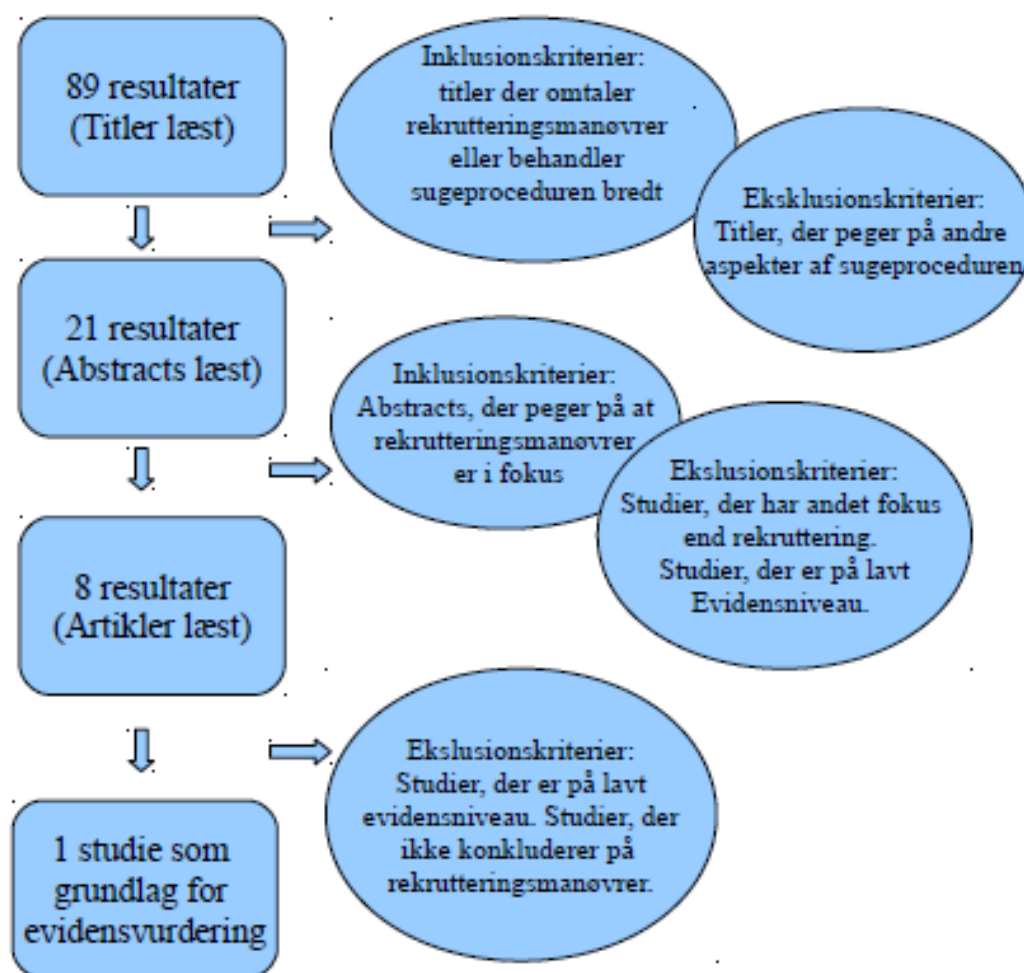 89 resultater
(Titler læst)
Inklusionskriterier:
titler der omtaler
rekrutteringsmanøvrer
eller behandler
sugeproceduren bredt
Eksklusionskriterier:
Titler, der peger på andre
aspekter af sugeproceduren
21 resultater
(Abstracts læst)
Inklusionskriterier:
Abstracts, der peger på at
rekrutteringsmanøvrer
er i fokus
Ekslusionskriterier:
Studier, der har andet fokus
end rekruttering.
Studier, der er på lavt
Evidensniveau.
8 resultater
(Artikler læst)
Ekslusionskriterier:
Studier, der er på lavt
evidensniveau. Studier, der
ikke konkluderer på
rekrutteringsmanøvrer.
1 studie som
grundlag for
evidensvurdering